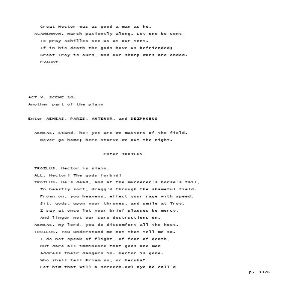 Great Hector was as good a man as he.
AGAMEMNON. March patiently along. Let one be sent
To pray Achilles see us at our tent.
If in his death the gods have us befriended;
Great Troy is ours, and our sharp wars are ended.
Exeunt
Act V. Scene 10.
Another part of the plain
Enter AENEAS, PARIS, ANTENOR, and DEIPHOBUS
AENEAS. Stand, ho! yet are we masters of the field.
Never go home; here starve we out the night.
Enter TROILUS
TROILUS. Hector is slain.
ALL. Hector! The gods forbid!
TROILUS. He's dead, and at the murderer's horse's tail,
In beastly sort, dragg'd through the shameful field.
Frown on, you heavens, effect your rage with speed.
Sit, gods, upon your thrones, and smile at Troy.
I say at once let your brief plagues be mercy,
And linger not our sure destructions on.
AENEAS. My lord, you do discomfort all the host.
TROILUS. You understand me not that tell me so.
I do not speak of flight, of fear of death,
But dare all imminence that gods and men
Address their dangers in. Hector is gone.
Who shall tell Priam so, or Hecuba?
Let him that will a screech-owl aye be call'd